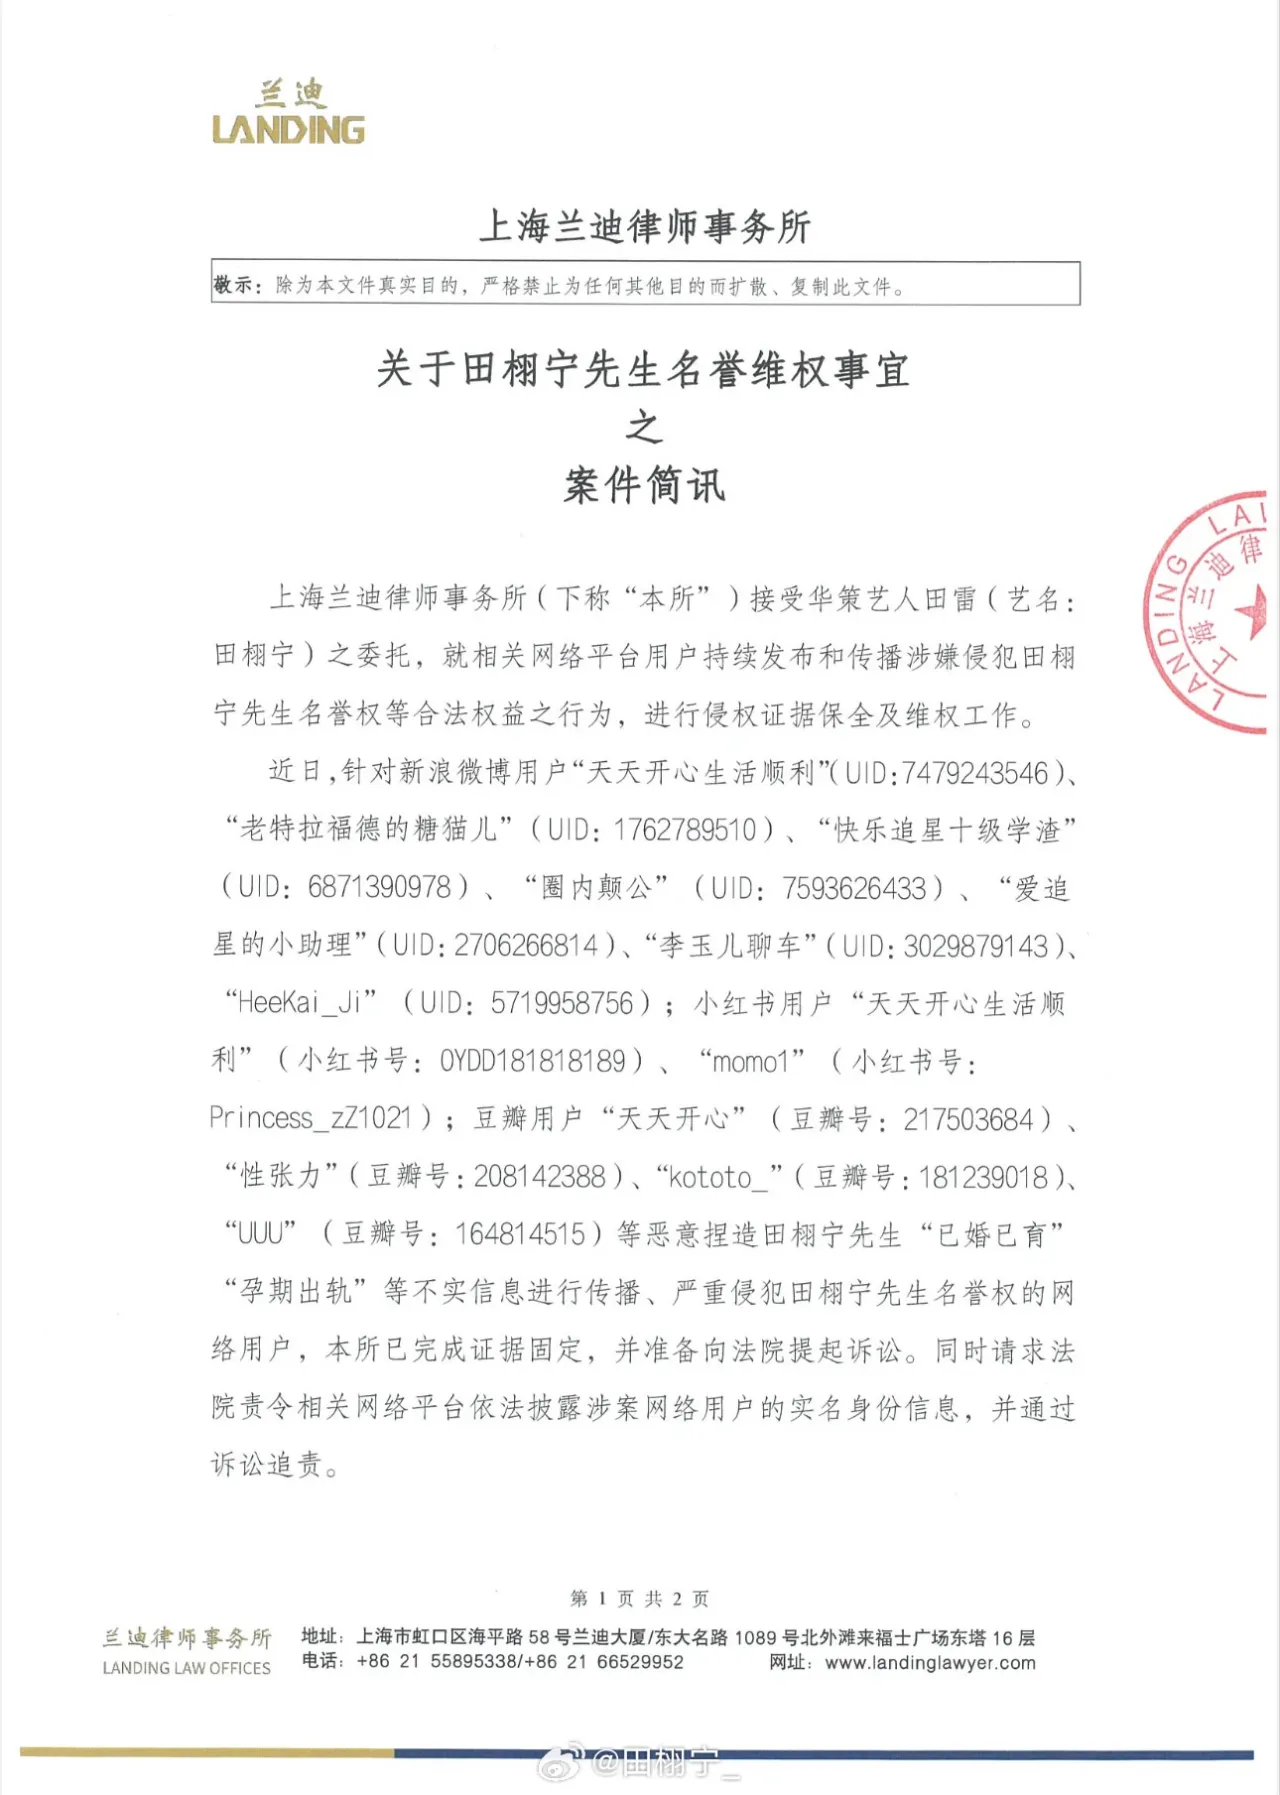 兰迪
LANDING
上海兰迪律师事务所
敬示：除为本文件真实目的，严格禁止为任何其他目的而扩散、复制此文件。
关于田栩宁先生名誉维权事宜
之
案件简讯
LANDING LAI
上海兰迪律
上海兰迪律师事务所（下称“本所”）接受华策艺人田雷（艺名：
田栩宁）之委托，就相关网络平台用户持续发布和传播涉嫌侵犯田栩
宁先生名誉权等合法权益之行为，进行侵权证据保全及维权工作。
近日，针对新浪微博用户“天天开心生活顺利”（UID:7479243546）、
“老特拉福德的糖猫儿”（UID: 1762789510）、“快乐追星十级学渣”
（UID: 6871390978）、“圈内颠公”（UID: 7593626433）、“爱追
星的小助理”（UID:2706266814）、“李玉儿聊车”（UID:3029879143）、
“HeeKai_Ji”（UID: 5719958756）；小红书用户“天天开心生活顺
利”（小红书号: 0YDD181818189）、“momo1”（小红书号:
Princess_zZ1021）；豆瓣用户“天天开心”（豆瓣号: 217503684）、
“性张力”（豆瓣号:208142388）、“kototo_”（豆瓣号:181239018）、
“UUU”（豆瓣号: 164814515）等恶意捏造田栩宁先生“已婚已育”
“孕期出轨”等不实信息进行传播、严重侵犯田栩宁先生名誉权的网
络用户，本所已完成证据固定，并准备向法院提起诉讼。同时请求法
院责令相关网络平台依法披露涉案网络用户的实名身份信息，并通过
诉讼追责。
第 1 页 共 2 页
兰迪律师事务所
LANDING LAW OFFICES
地址：上海市虹口区海平路 58 号兰迪大厦/东大名路 1089 号北外滩来福士广场东塔 16 层
电话：+86 21 55895338/+86 21 66529952 网址：www.landinglawyer.com
@田栩宁_